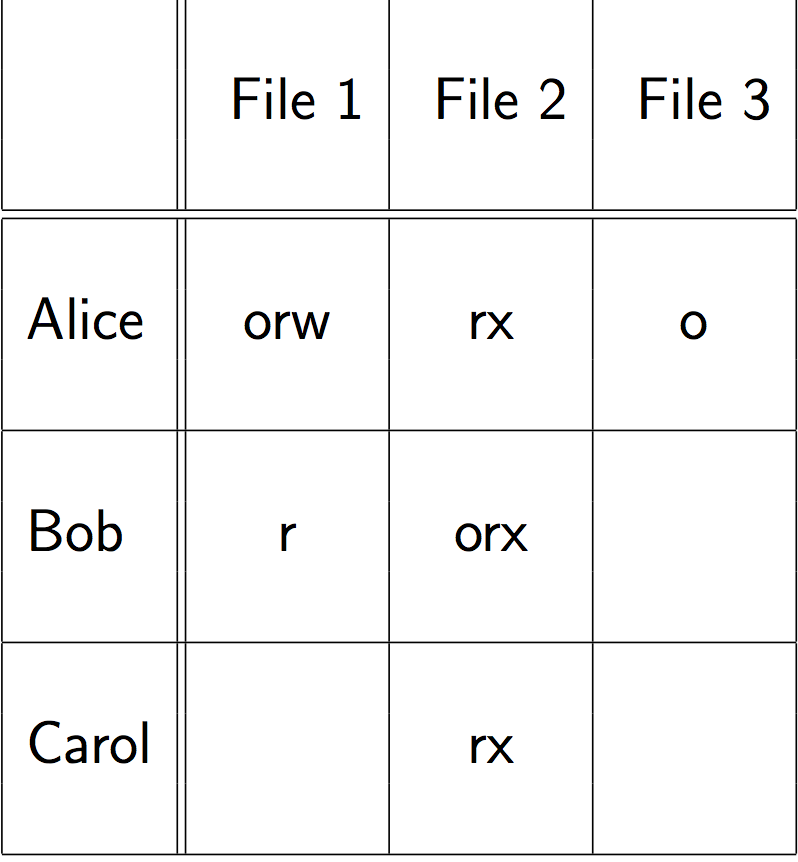 File 1 File 2 File 3
Alice orw rx o
Bob r orx
Carol rx